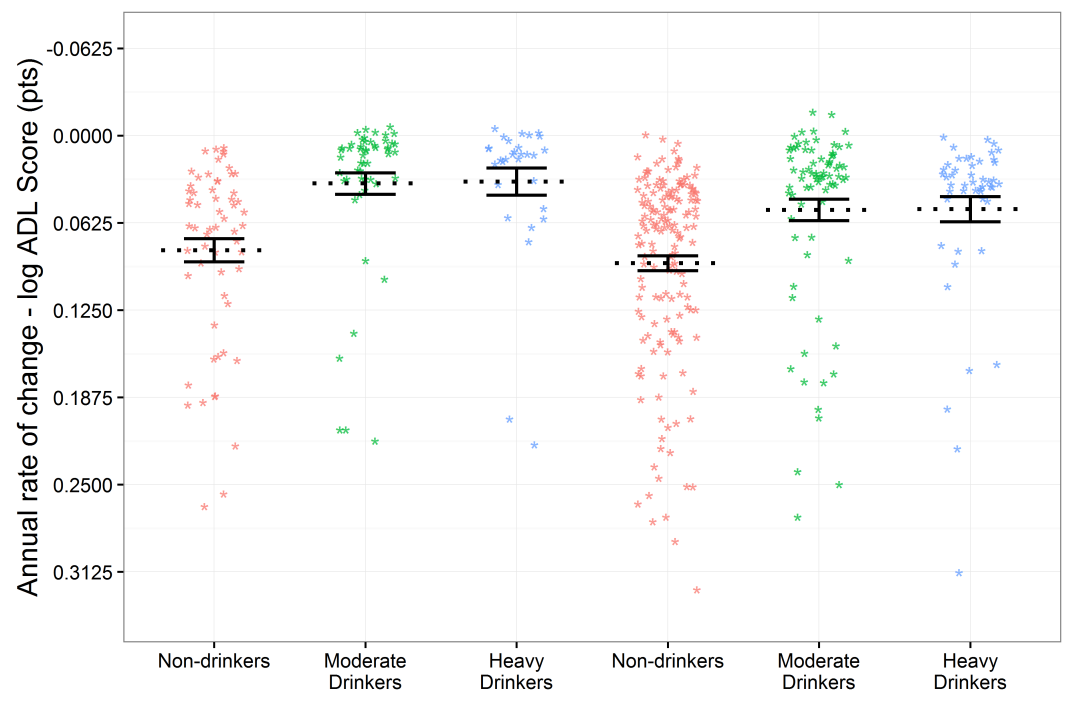 Annual rate of change - log ADL Score (pts)
-0.0625
0.0000
0.0625
0.1250
0.1875
0.2500
0.3125
Non-drinkers
Moderate
Drinkers
Heavy
Drinkers
Non-drinkers
Moderate
Drinkers
Heavy
Drinkers